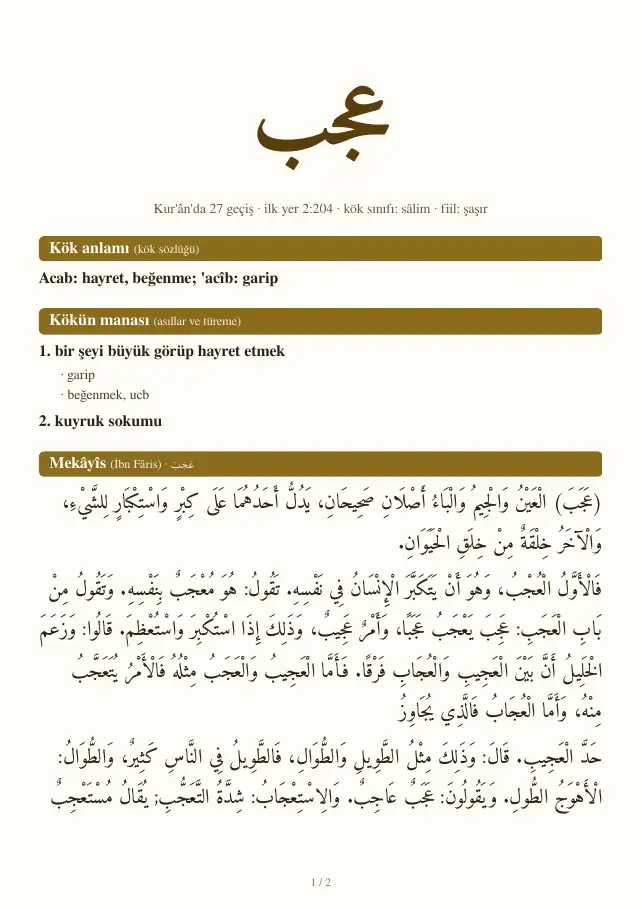 عجب
Kur'ân'da 27 geçiş · ilk yer 2:204 · kök sınıfı: sâlim · fiil: şaşır
Kök anlamı (kök sözlüğü)
Acab: hayret, beğenme; 'acîb: garip
Kökün manası (asıllar ve türeme)
1. bir şeyi büyük görüp hayret etmek
· garip
· beğenmek, ucb
2. kuyruk sokumu
Mekâyîs (İbn Fâris) · عَجَبَ
(عَجَبَ) الْعَيْنُ وَالْجِيمُ وَالْبَاءُ أَصْلَانِ صَحِيحَانِ، يَدُلُّ أَحَدُهُمَا عَلَى كِبْرٍ وَاسْتِكْبَارٍ لِلشَّيْءِ،
وَالْآخَرُ خِلْقَةٌ مِنْ خِلَقِ الْحَيَوَانِ.
فَالْأَوَّلُ الْعُجْبُ، وَهُوَ أَنْ يَتَكَبَّرَ الْإِنْسَانُ فِي نَفْسِهِ. تَقُولُ: هُوَ مُعْجَبٌ بِنَفْسِهِ. وَتَقُولُ مِنْ
بَابِ الْعَجَبِ: عَجِبَ يَعْجَبُ عَجَبًا، وَأَمْرٌ عَجِيبٌ، وَذَلِكَ إِذَا اسْتُكْبِرَ وَاسْتُعْظِمَ. قَالُوا: وَزَعَمَ
الْخَلِيلُ أَنَّ بَيْنَ الْعَجِيبِ وَالْعُجَابِ فَرْقًا. فَأَمَّا الْعَجِيبُ وَالْعَجَبُ مِثْلُهُ فَالْأَمْرُ يُتَعَجَّبُ
مِنْهُ، وَأَمَّا الْعُجَابُ فَالَّذِي يُجَاوِزُ
حَدَّ الْعَجِيبِ. قَالَ: وَذَلِكَ مِثْلُ الطَّوِيلِ وَالطُّوَالِ، فَالطَّوِيلُ فِي النَّاسِ كَثِيرٌ، وَالطُّوَالُ:
الْأَهْوَجُ الطُّولِ. وَيَقُولُونَ: عَجَبٌ عَاجِبٌ. وَالِاسْتِعْجَابُ: شِدَّةُ التَّعَجُّبِ; يُقَالُ مُسْتَعْجِبٌ
1 / 2